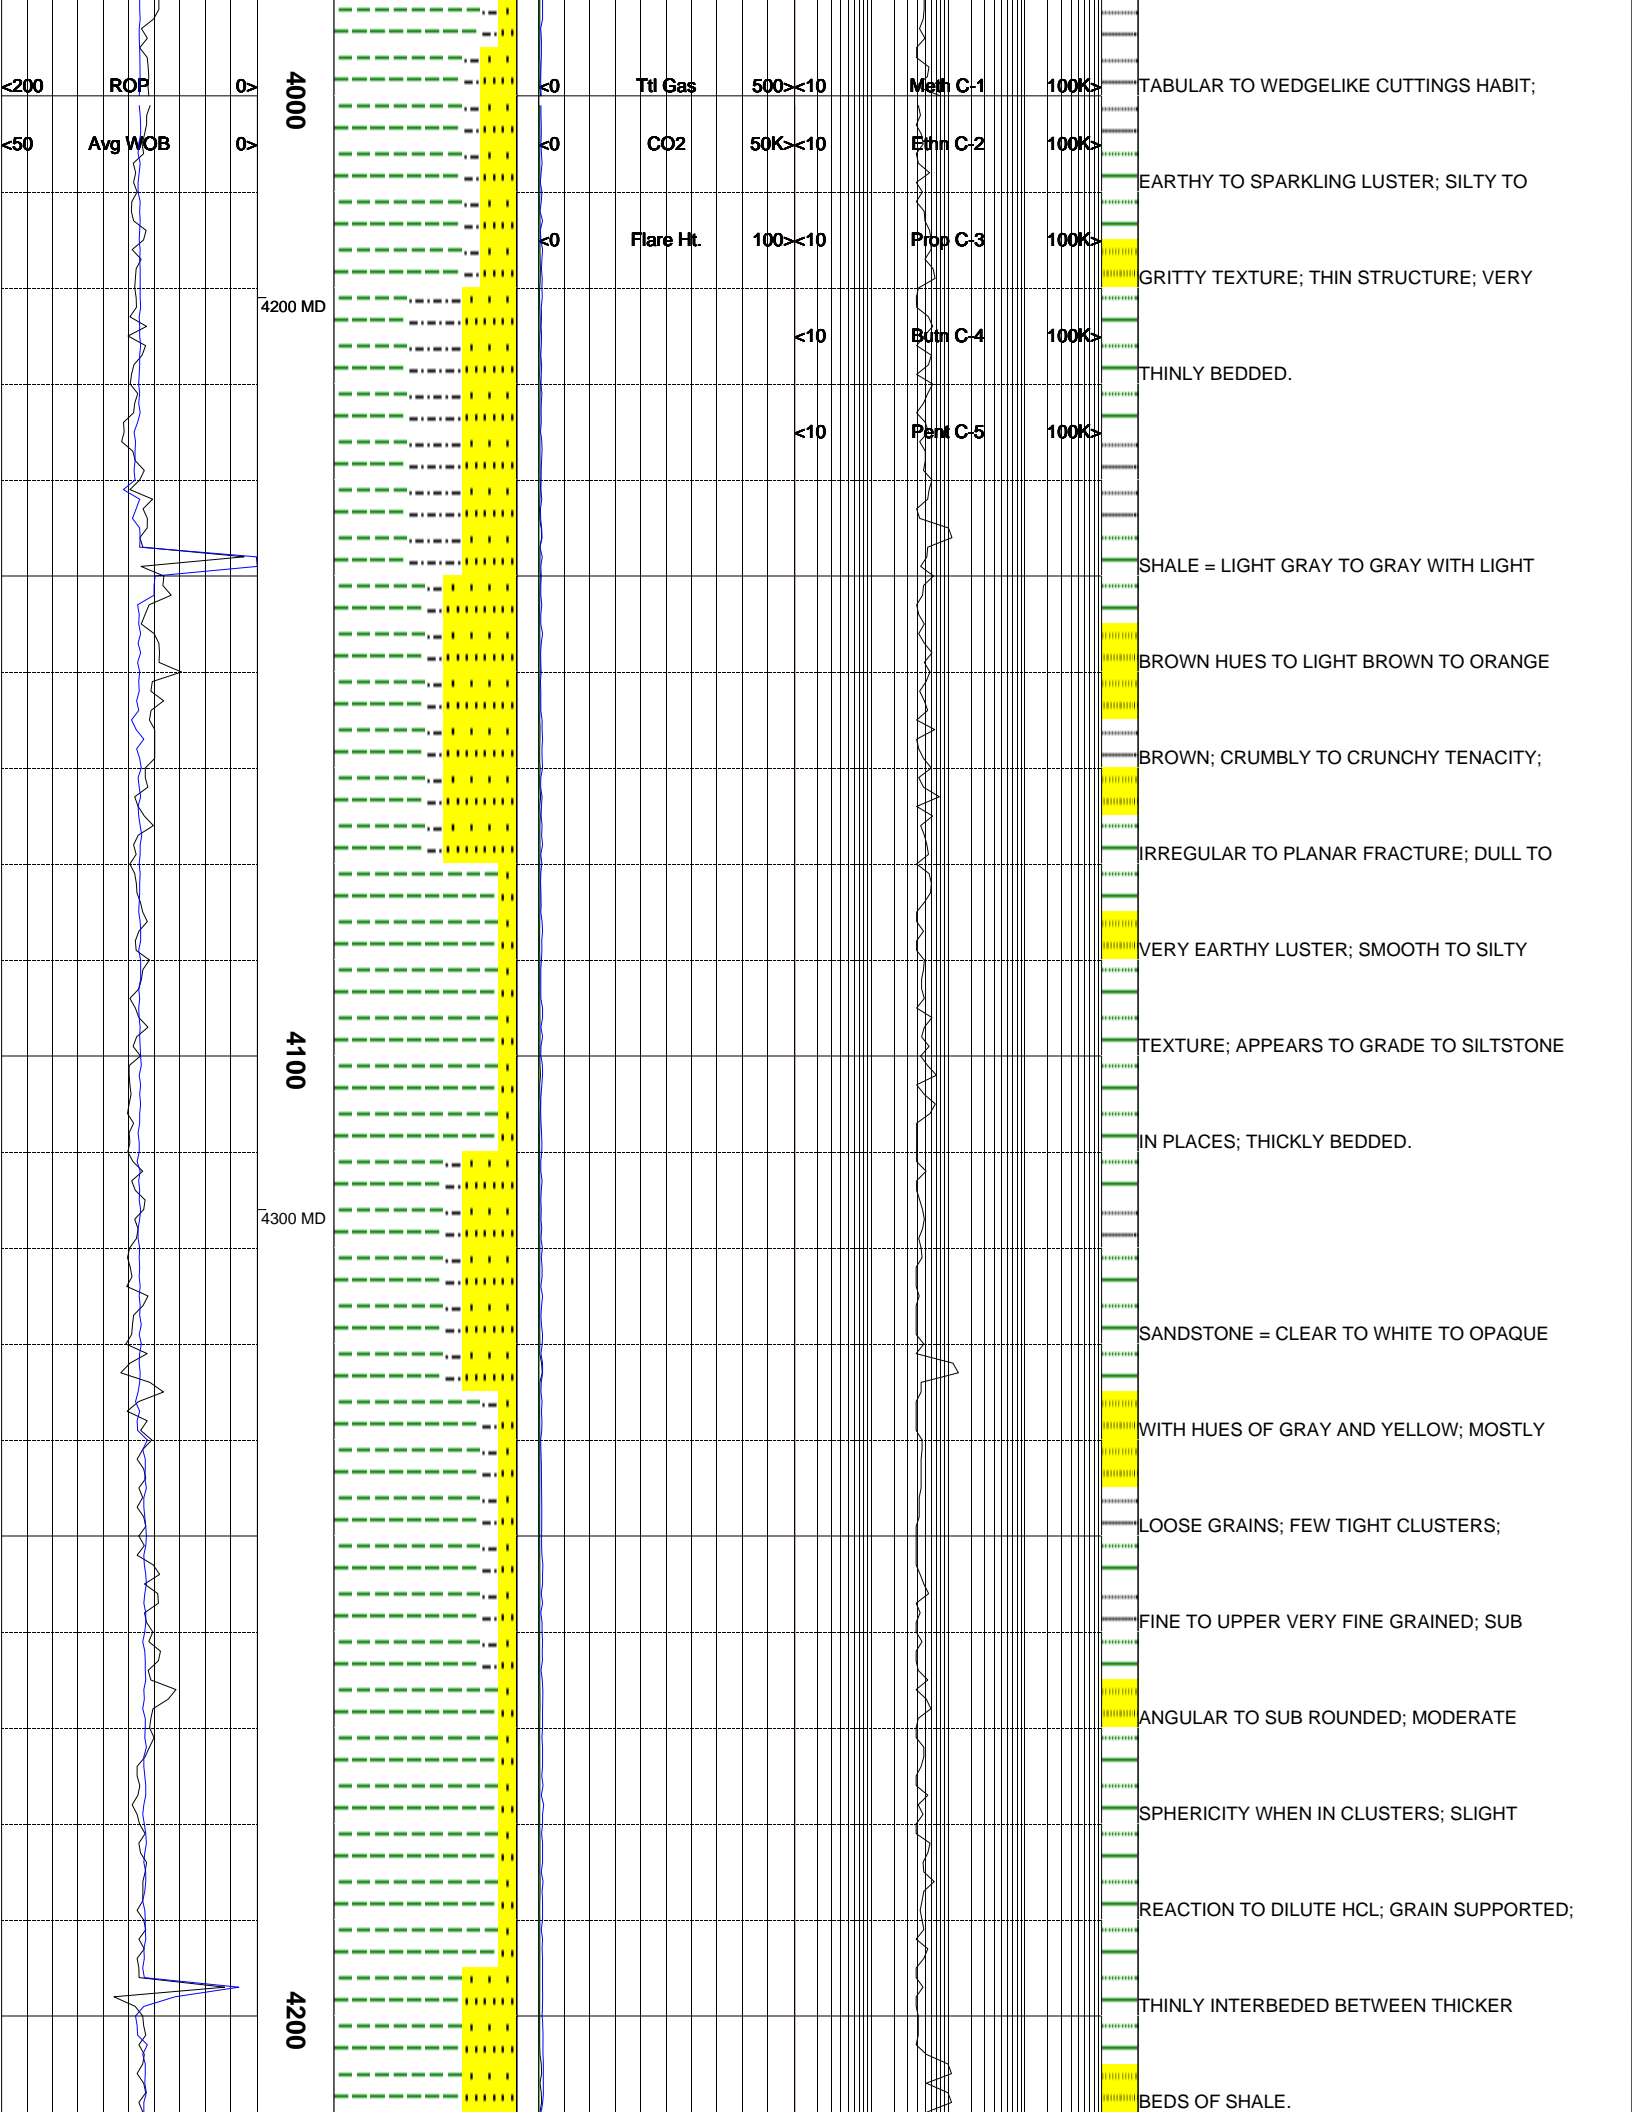 <200 ROP 0> 4000 <0 Ttl Gas 500><10 Meth C-1 100K> TABULAR TO WEDGELIKE CUTTINGS HABIT;
<50 Avg WOB 0> <0 CO2 50K><10 Ethn C-2 100K>
EARTHY TO SPARKLING LUSTER; SILTY TO
<0 Flare Ht. 100><10 Prop C-3 100K>
GRITTY TEXTURE; THIN STRUCTURE; VERY
4200 MD
<10 Butn C-4 100K>
THINLY BEDDED.
<10 Pent C-5 100K>
SHALE = LIGHT GRAY TO GRAY WITH LIGHT
BROWN HUES TO LIGHT BROWN TO ORANGE
BROWN; CRUMBLY TO CRUNCHY TENACITY;
IRREGULAR TO PLANAR FRACTURE; DULL TO
VERY EARTHY LUSTER; SMOOTH TO SILTY
4100 TEXTURE; APPEARS TO GRADE TO SILTSTONE
IN PLACES; THICKLY BEDDED.
4300 MD
SANDSTONE = CLEAR TO WHITE TO OPAQUE
WITH HUES OF GRAY AND YELLOW; MOSTLY
LOOSE GRAINS; FEW TIGHT CLUSTERS;
FINE TO UPPER VERY FINE GRAINED; SUB
ANGULAR TO SUB ROUNDED; MODERATE
SPHERICITY WHEN IN CLUSTERS; SLIGHT
REACTION TO DILUTE HCL; GRAIN SUPPORTED;
4200 THINLY INTERBEDED BETWEEN THICKER
BEDS OF SHALE.